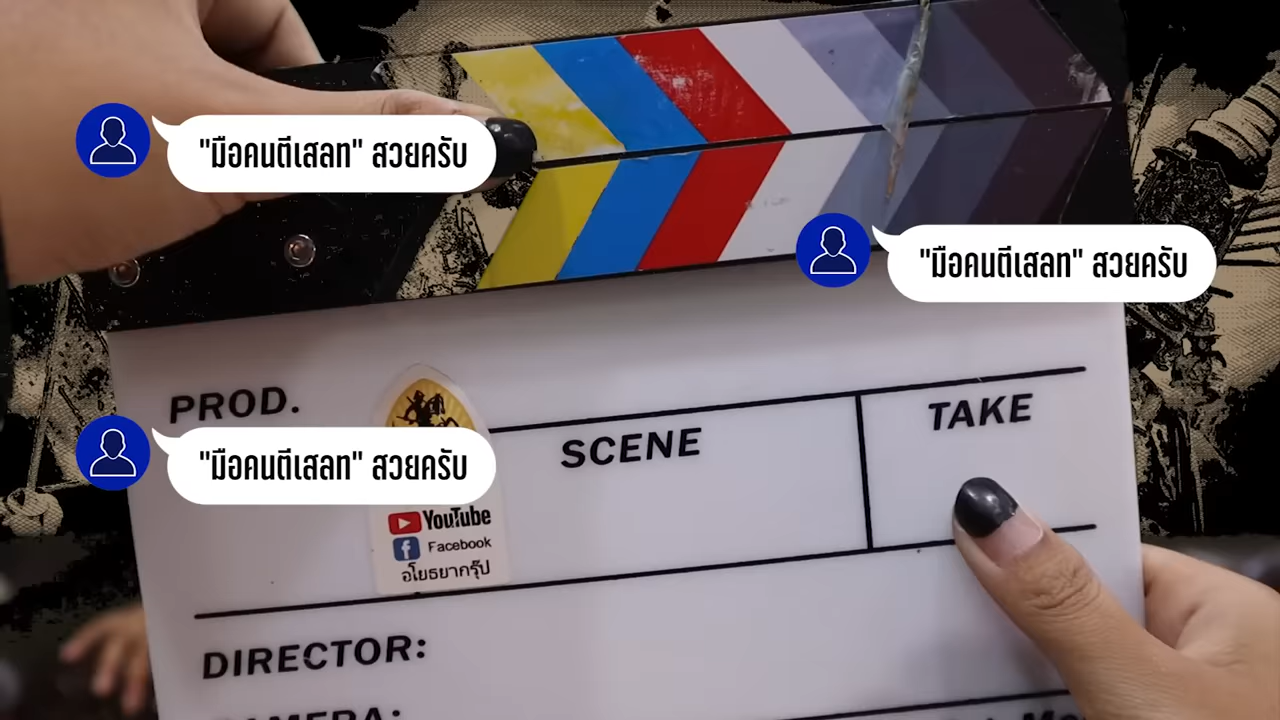 "มือคนตีเสลท" สวยครับ
"มือคนตีเสลท" สวยครับ
PROD.
SCENE
TAKE
"มือคนตีเสลท" สวยครับ
YouTube
Facebook
อโยธยากรุ๊ป
DIRECTOR: